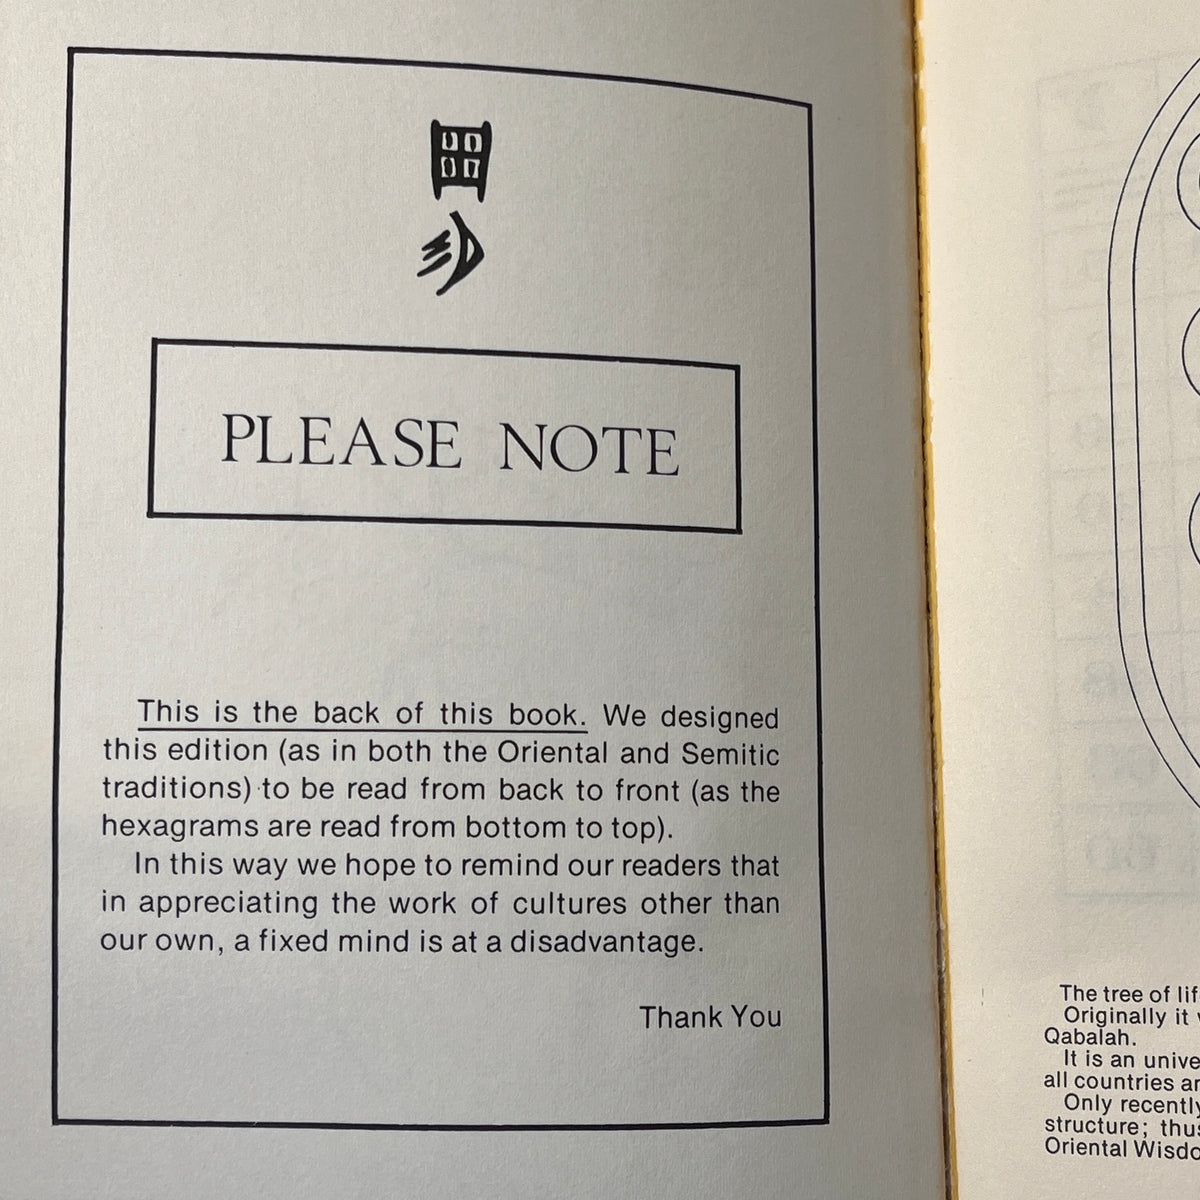 PLEASE NOTE
This is the back of this book. We designed
this edition (as in both the Oriental and Semitic
traditions) to be read from back to front (as the
hexagrams are read from bottom to top).
In this way we hope to remind our readers that
in appreciating the work of cultures other than
our own, a fixed mind is at a disadvantage.
Thank You
The tree of
Originally it
Qabalah.
It is an
all countries
Only recently
structure; thus
Oriental